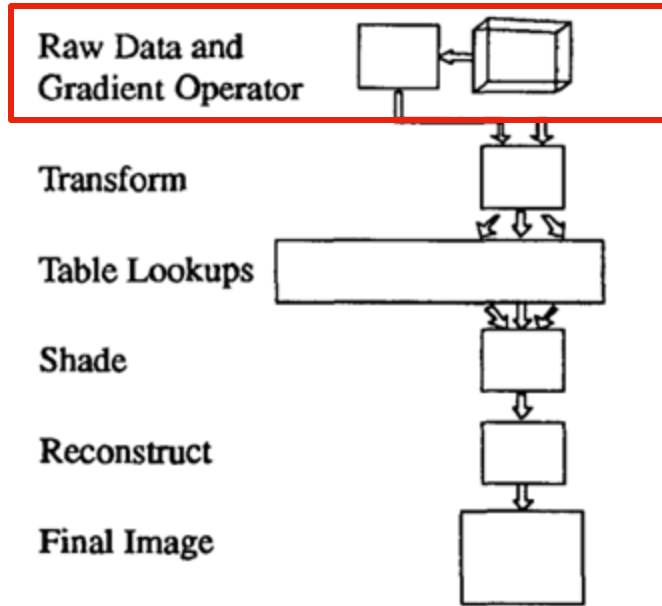 Raw Data and
Gradient Operator
Transform
Table Lookups
Shade
Reconstruct
Final Image